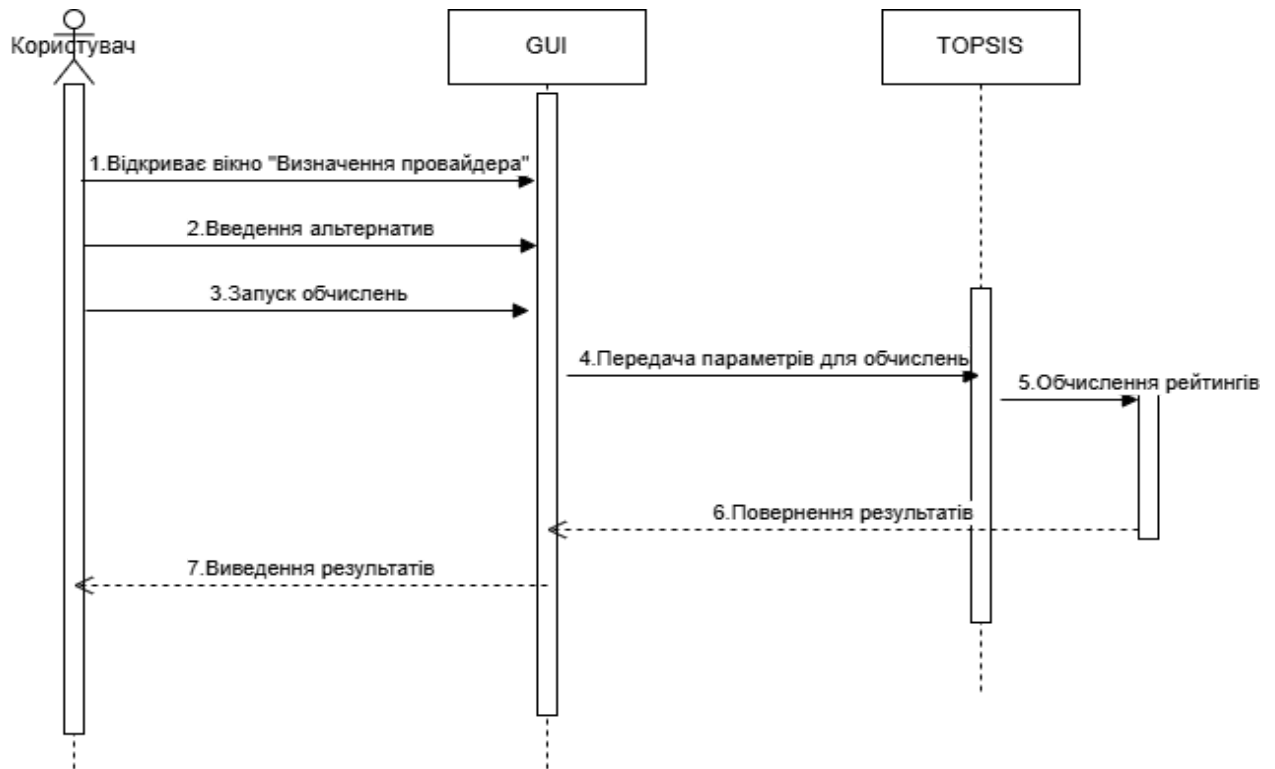 Користувач
GUI
TOPSIS
1.Відкриває вікно "Визначення провайдера"
2.Введення альтернатив
3.Запуск обчислень
4.Передача параметрів для обчислень
5.Обчислення рейтингів
6.Повернення результатів
7.Виведення результатів